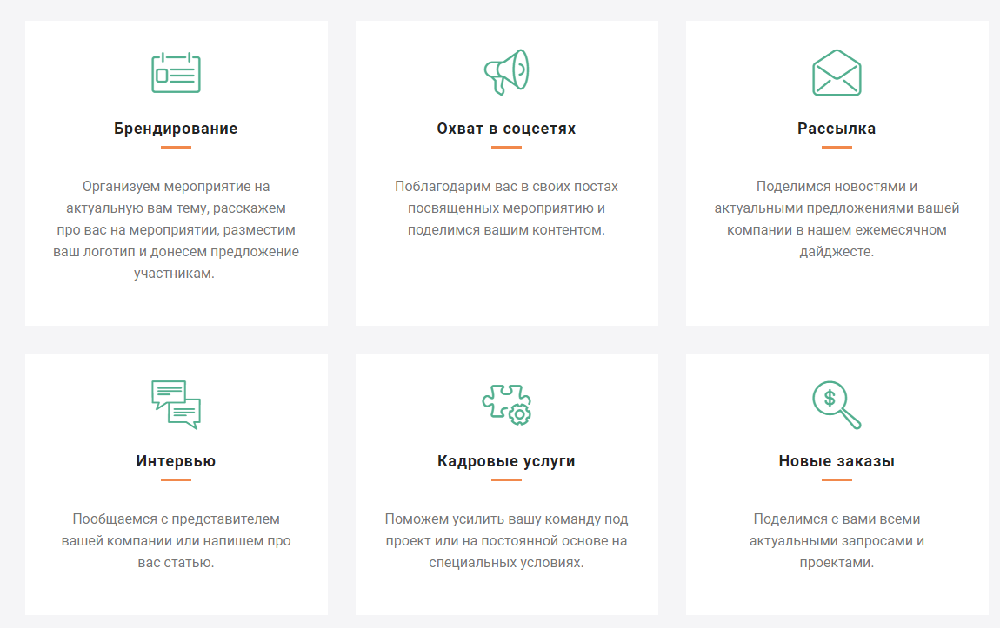 Брендирование
Организуем мероприятие на
актуальную вам тему, расскажем
про вас на мероприятии, разместим
ваш логотип и донесем предложение
участникам.
Охват в соцсетях
Поблагодарим вас в своих постах
посвященных мероприятию и
поделимся вашим контентом.
Рассылка
Поделимся новостями и
актуальными предложениями вашей
компании в нашем ежемесячном
дайджесте.
Интервью
Пообщаемся с представителем
вашей компании или напишем про
вас статью.
Кадровые услуги
Поможем усилить вашу команду под
проект или на постоянной основе на
специальных условиях.
$
Новые заказы
Поделимся с вами всеми
актуальными запросами и
проектами.